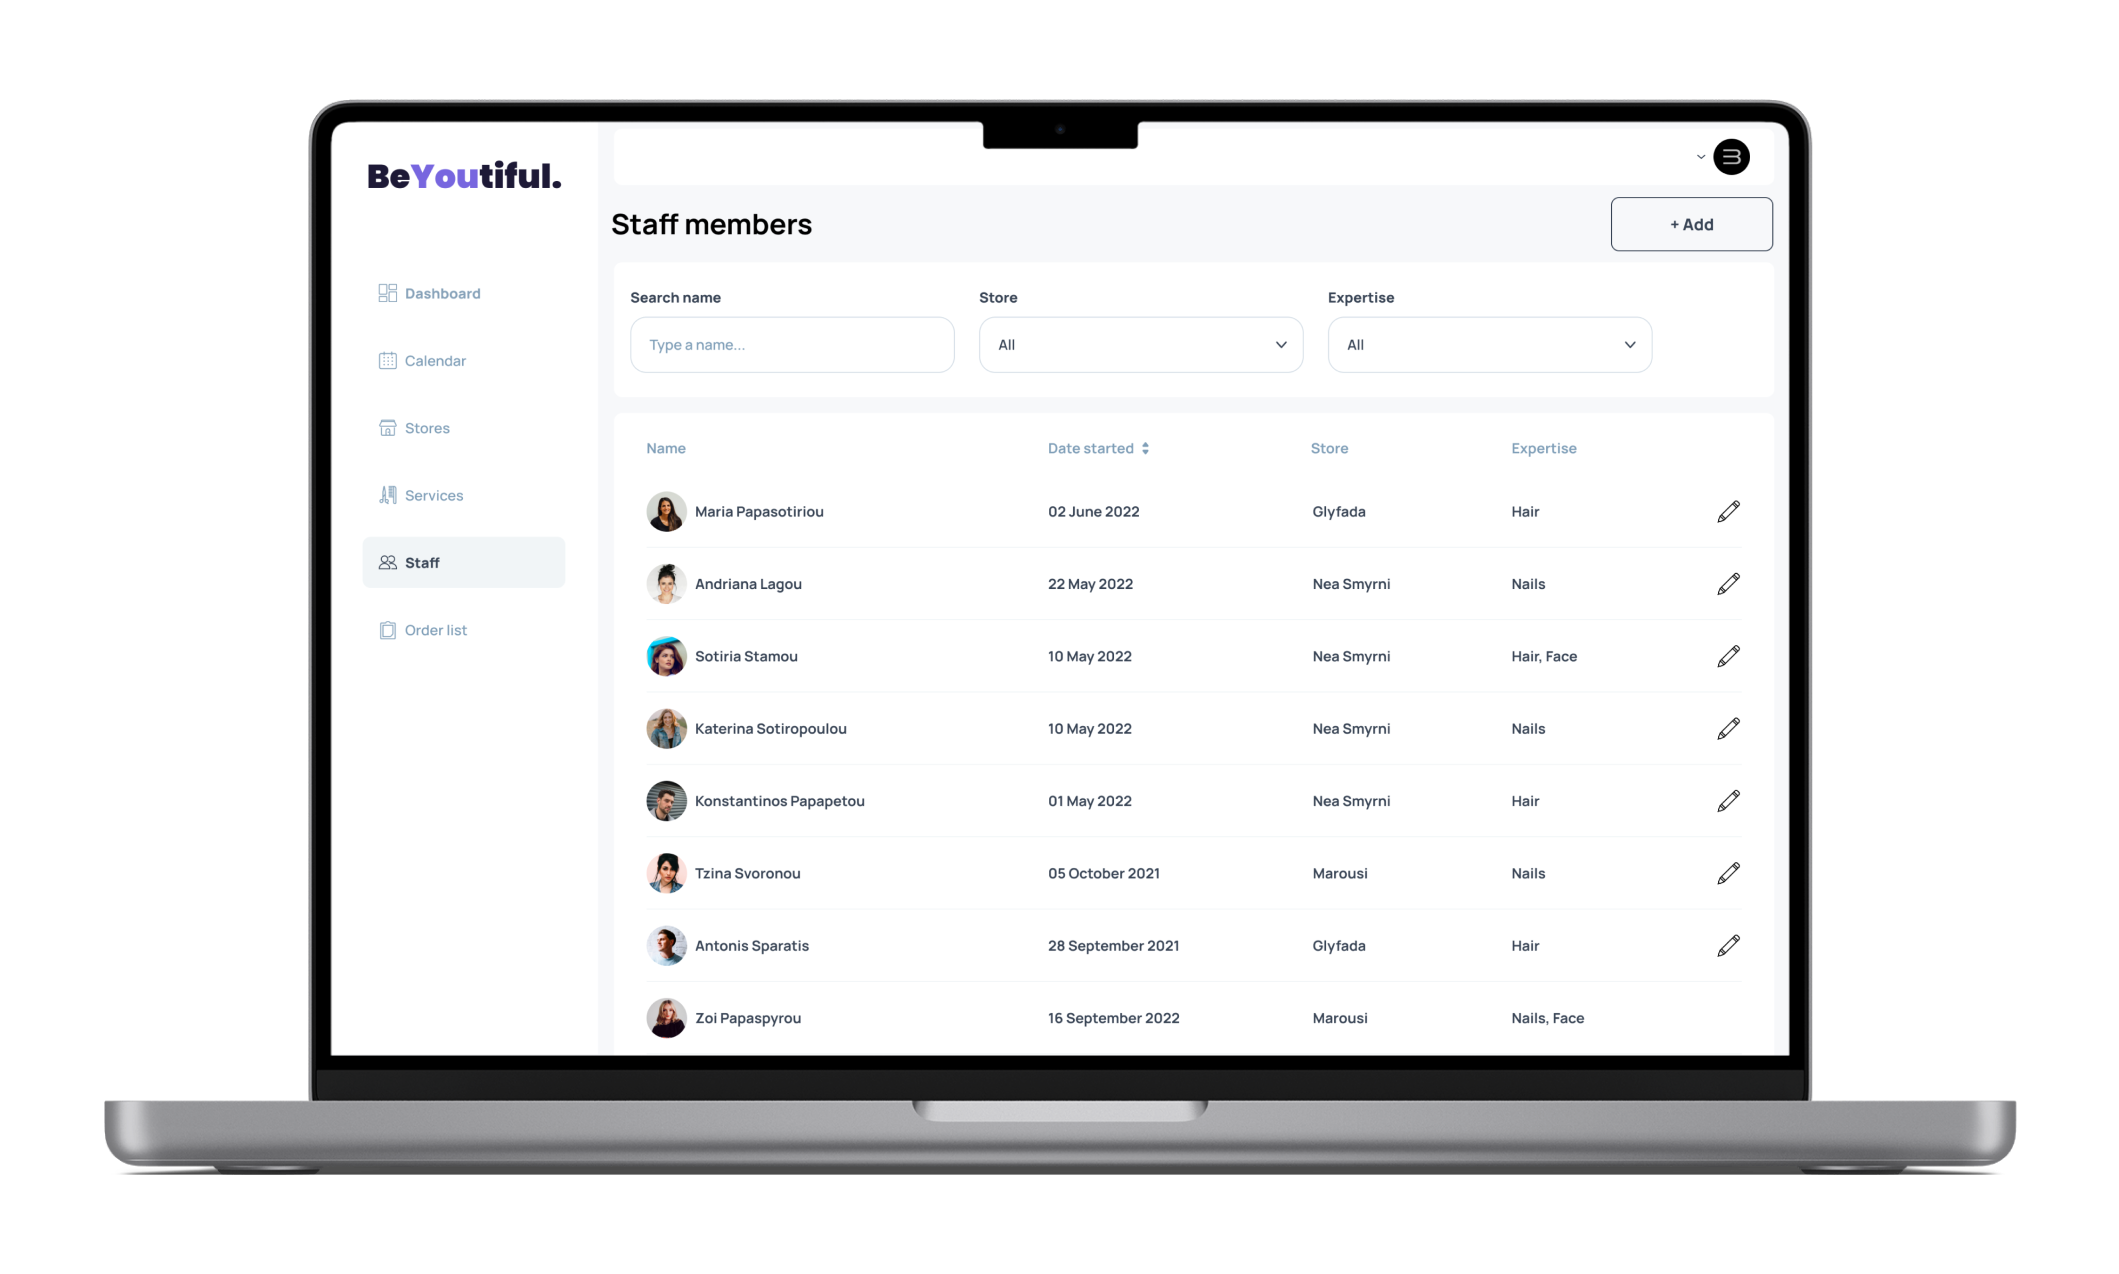 BeYoutiful.
Dashboard
Calendar
Stores
Services
Staff
Order list
Staff members
+ Add
Search name Store Expertise
Type a name... All All
Name Date started Store Expertise
Maria Papasotiriou 02 June 2022 Glyfada Hair
Andriana Lagou 22 May 2022 Nea Smyrni Nails
Sotiria Stamou 10 May 2022 Nea Smyrni Hair, Face
Katerina Sotiropoulou 10 May 2022 Nea Smyrni Nails
Konstantinos Papapetou 01 May 2022 Nea Smyrni Hair
Tzina Svoronou 05 October 2021 Marousi Nails
Antonis Sparatis 28 September 2021 Glyfada Hair
Zoi Papaspyrou 16 September 2022 Marousi Nails, Face